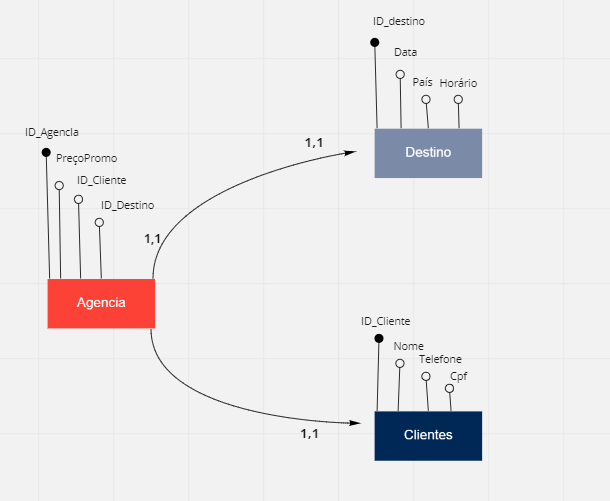 ID_destino
Data
País
Horário
Destino
1,1
ID_Agencla
PreçoPromo
ID_Cliente
ID_Destino
1,1
Agencia
ID_Cliente
Nome
Telefone
Cpf
1,1
Clientes